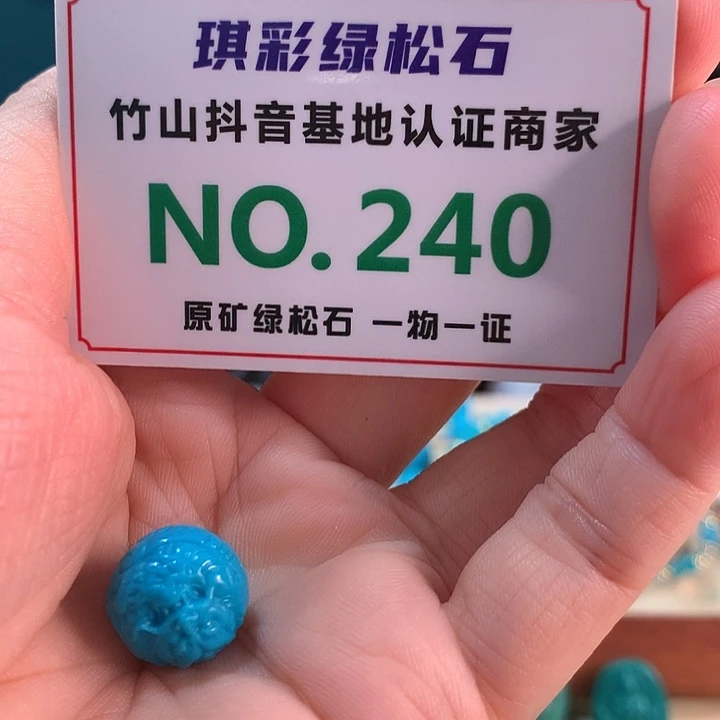 琪彩绿松石
竹山抖音基地认证商家
NO.240
原矿绿松石 一物一证